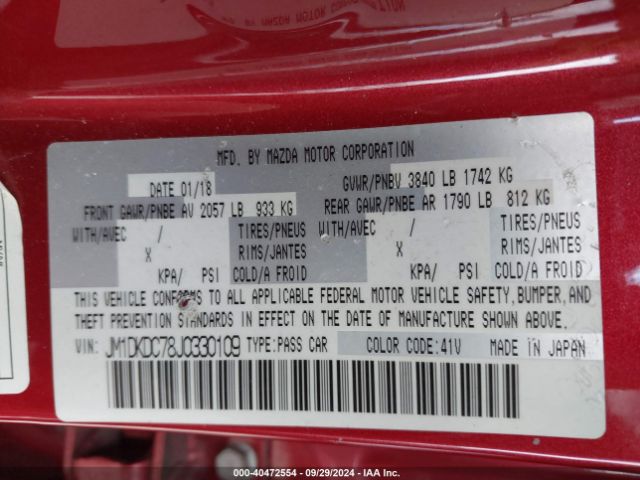 MFD. BY MAZDA MOTOR CORPORATION
DATE 01/18 GVWR/PNBV 3840 LB 1742 KG
FRONT GAWR/PNBE AV 2057 LB 933 KG REAR GAWR/PNBE AR 1790 LB 812 KG
WITH/AVEC / TIRES/PNEUS WITH/AVEC / TIRES/PNEUS
X RIMS/JANTES X RIMS/JANTES
KPA/ PSI COLD/A FROID KPA/ PSI COLD/A FROID
THIS VEHICLE CONFORMS TO ALL APPLICABLE FEDERAL MOTOR VEHICLE SAFETY, BUMPER, AND
THEFT PREVENTION STANDARDS IN EFFECT ON THE DATE OF MANUFACTURE SHOWN ABOVE.
VIN: JM1DKDC78J0330109 TYPE:PASS CAR COLOR CODE:41V MADE IN JAPAN
000-40472554 - 09/29/2024 - IAA Inc.